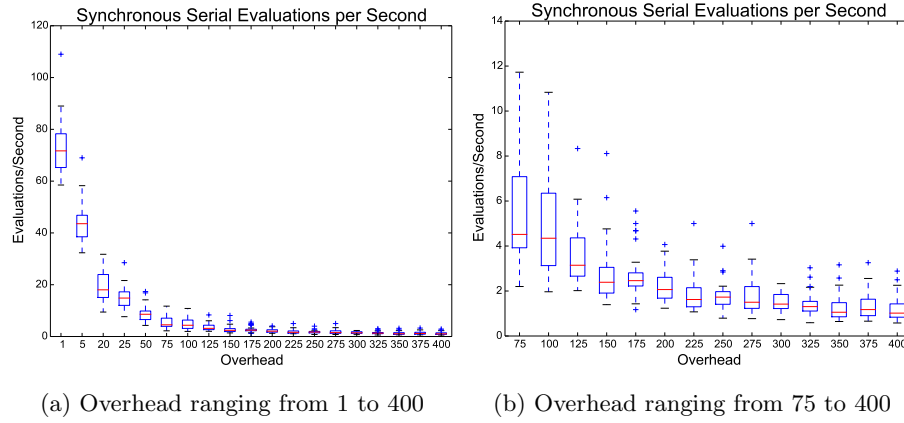 Synchronous Serial Evaluations per Second
120
100
80
60
40
20
0
Evaluations/Second
1 5 20 25 50 75 100 125 150 175 200 225 250 275 300 325 350 375 400
Overhead
(a) Overhead ranging from 1 to 400
Synchronous Serial Evaluations per Second
14
12
10
8
6
4
2
0
Evaluations/Second
75 100 125 150 175 200 225 250 275 300 325 350 375 400
Overhead
(b) Overhead ranging from 75 to 400